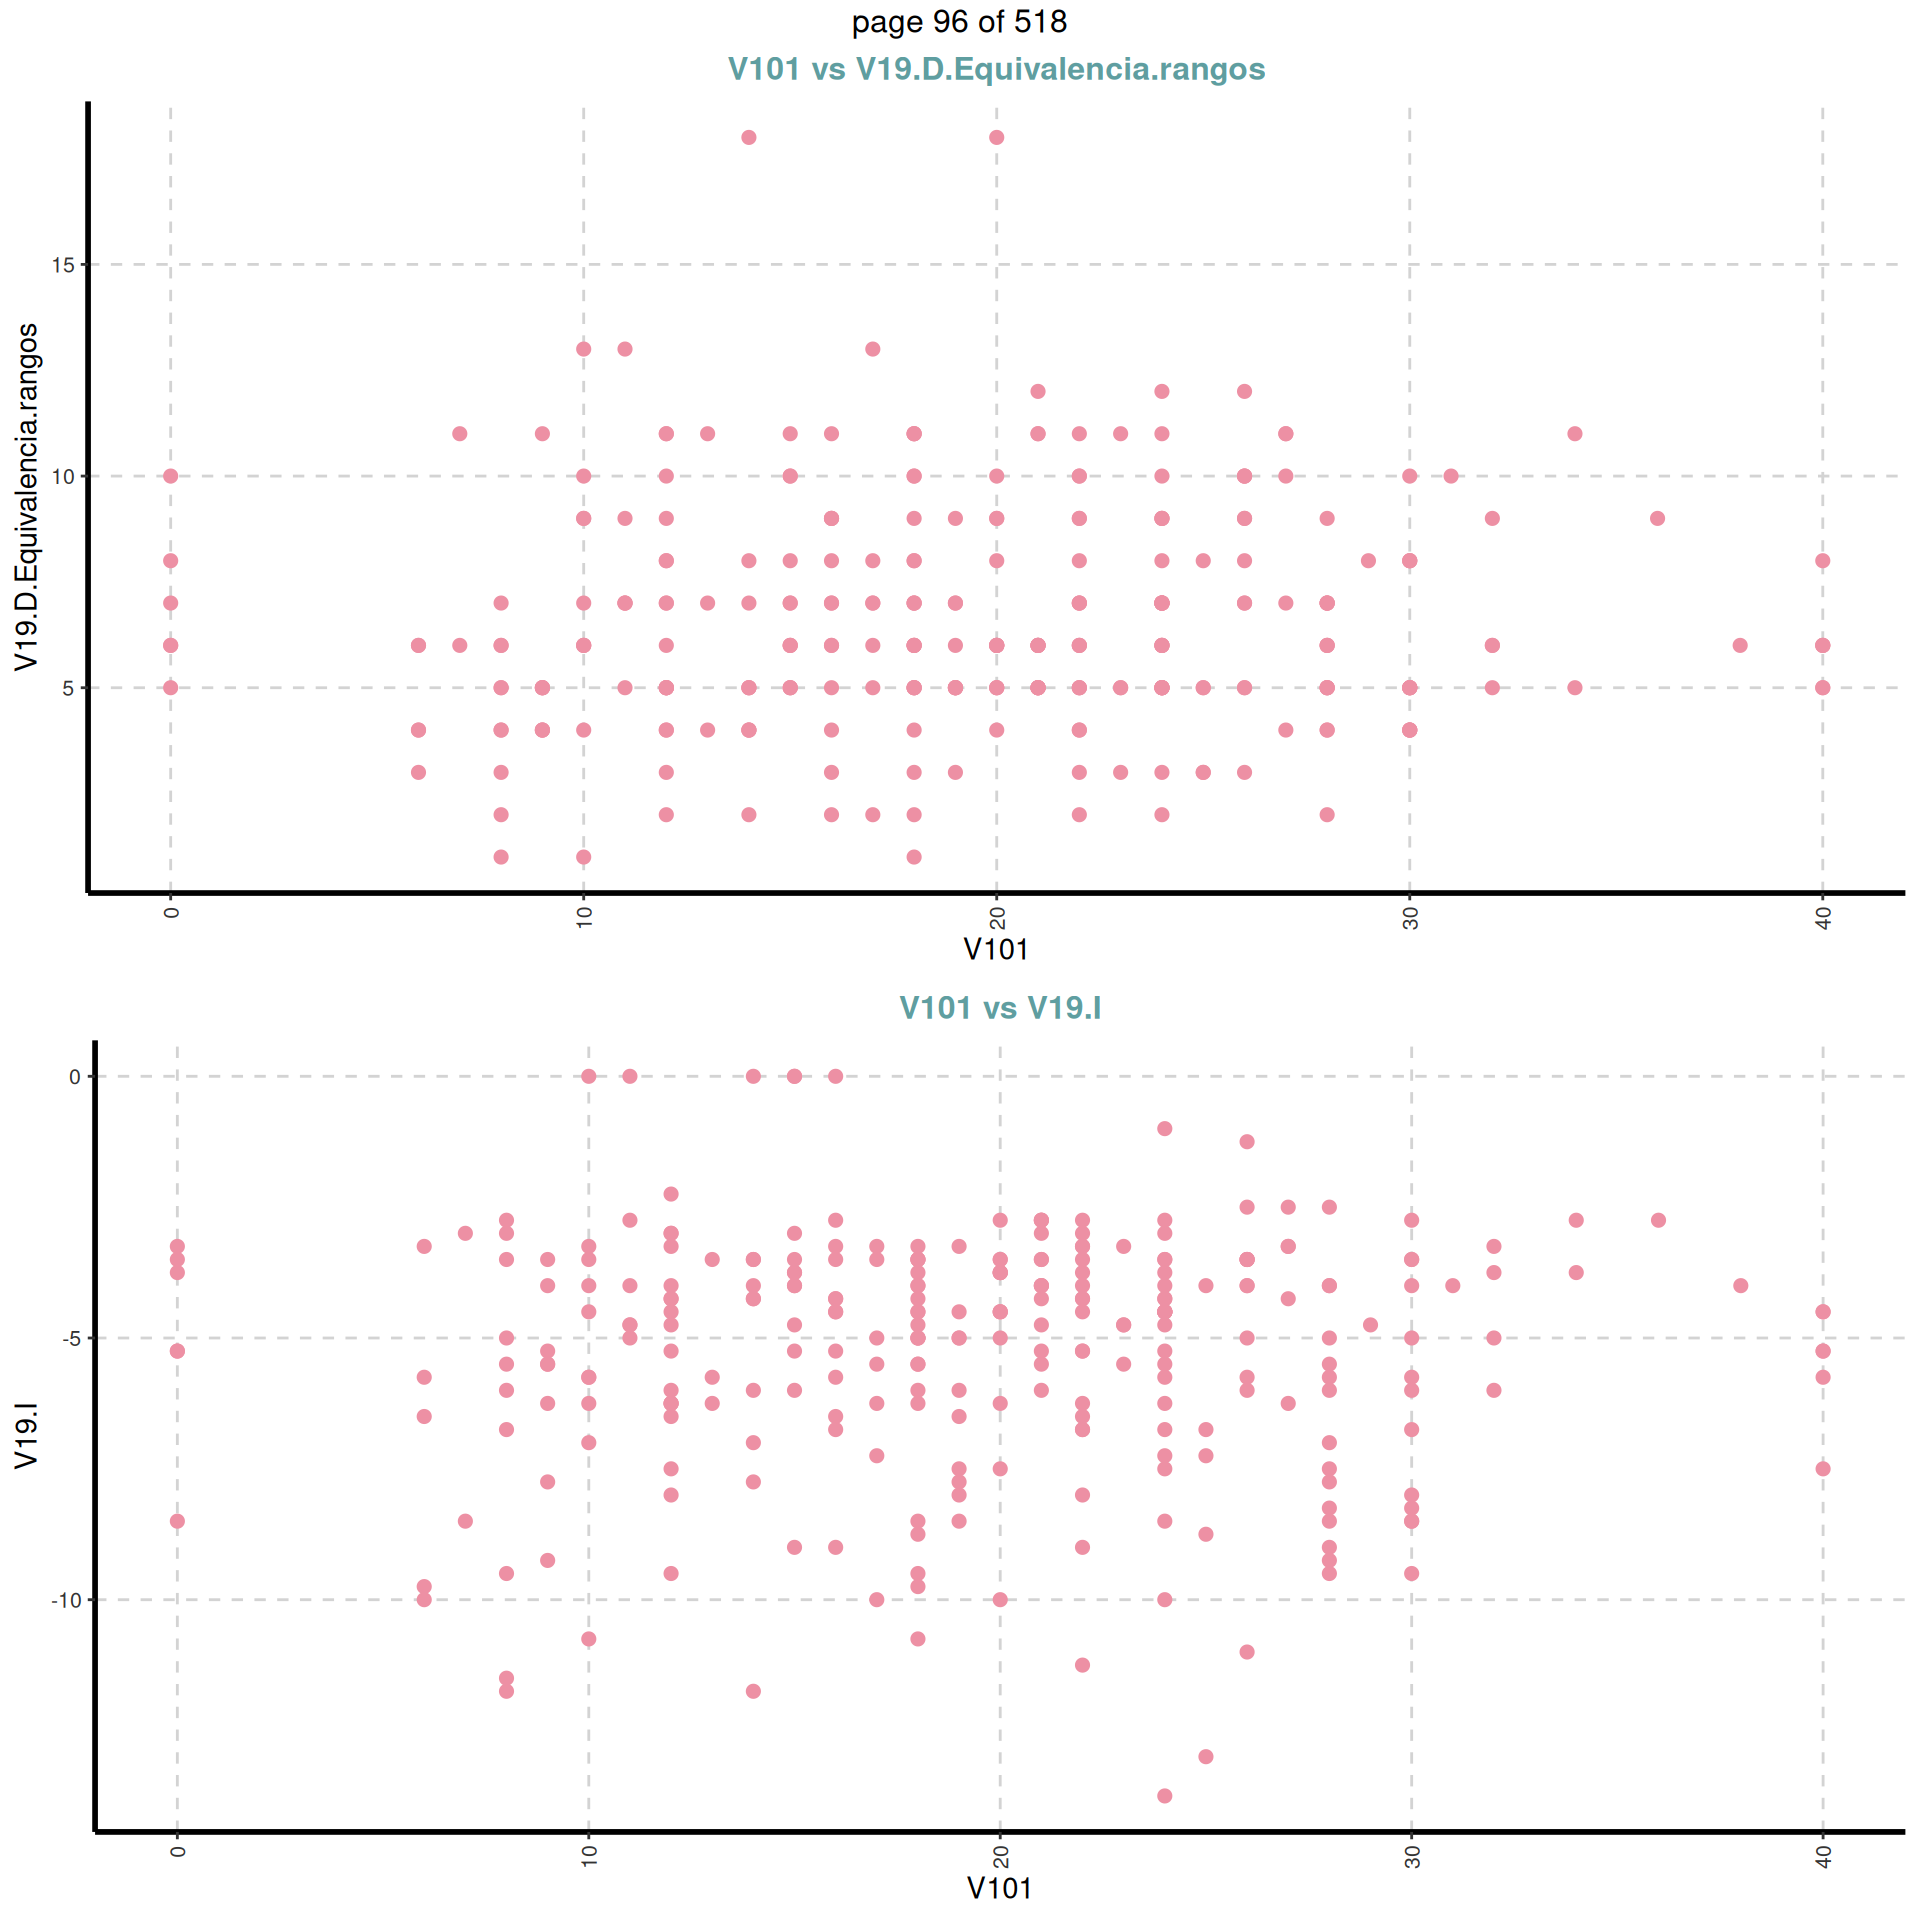 page 96 of 518
V101 vs V19.D.Equivalencia.rangos
V19.D.Equivalencia.rangos
15
10
5
0
10
20
30
40
V101
V101 vs V19.I
V19.I
0
-5
-10
0
10
20
30
40
V101